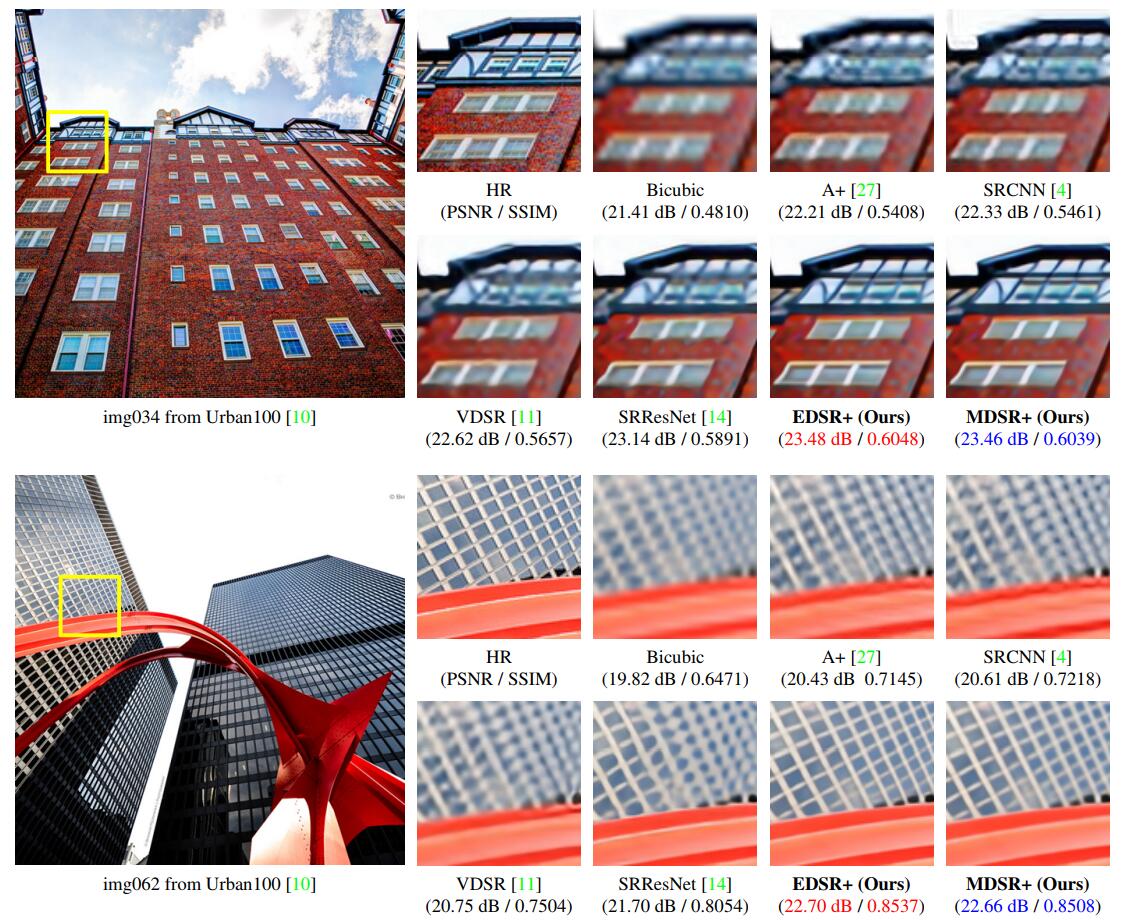 HR
(PSNR / SSIM)
Bicubic
(21.41 dB / 0.4810)
A+ [27]
(22.21 dB / 0.5408)
SRCNN [4]
(22.33 dB / 0.5461)
img034 from Urban100 [10]
VDSR [11]
(22.62 dB / 0.5657)
SRResNet [14]
(23.14 dB / 0.5891)
EDSR+ (Ours)
(23.48 dB / 0.6048)
MDSR+ (Ours)
(23.46 dB / 0.6039)
HR
(PSNR / SSIM)
Bicubic
(19.82 dB / 0.6471)
A+ [27]
(20.43 dB 0.7145)
SRCNN [4]
(20.61 dB / 0.7218)
img062 from Urban100 [10]
VDSR [11]
(20.75 dB / 0.7504)
SRResNet [14]
(21.70 dB / 0.8054)
EDSR+ (Ours)
(22.70 dB / 0.8537)
MDSR+ (Ours)
(22.66 dB / 0.8508)